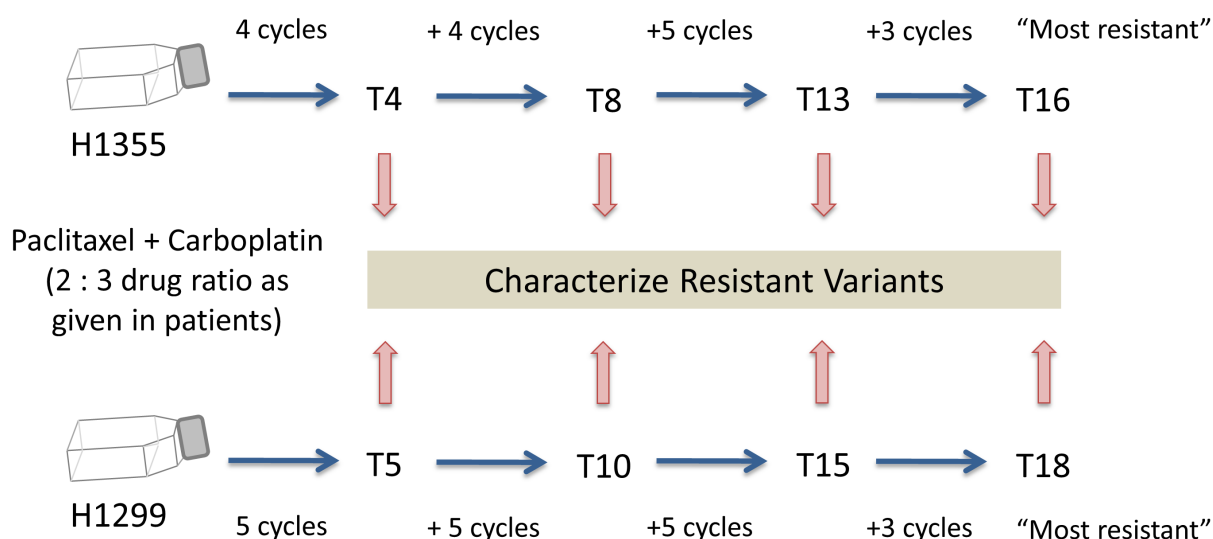 4 cycles + 4 cycles +5 cycles +3 cycles “Most resistant”
T4 T8 T13 T16
H1355
Paclitaxel + Carboplatin
(2 : 3 drug ratio as
given in patients)
Characterize Resistant Variants
T5 T10 T15 T18
H1299
5 cycles + 5 cycles +5 cycles +3 cycles “Most resistant”